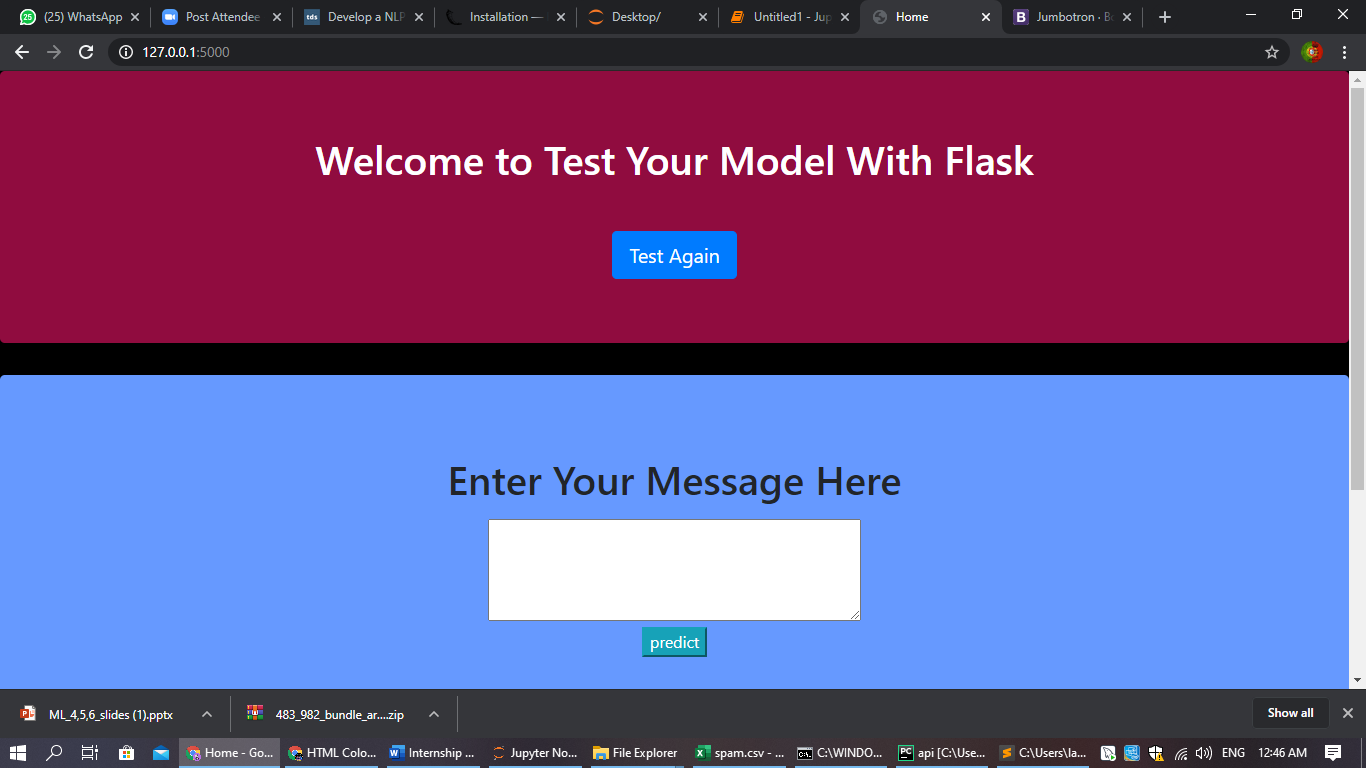 (25) WhatsApp
Post Attendee
Develop a NLP
Installation —
Desktop/
Untitled1 - Jup
Home
Jumbotron · Bo
127.0.0.1:5000
Welcome to Test Your Model With Flask
Test Again
Enter Your Message Here
predict
ML_4,5,6_slides (1).pptx
483_982_bundle_ar....zip
Show all
Home - Go...
HTML Colo...
Internship ...
Jupyter No...
File Explorer
spam.csv - ...
C:\WINDO...
api [C:\Use...
C:\Users\la...
ENG
12:46 AM